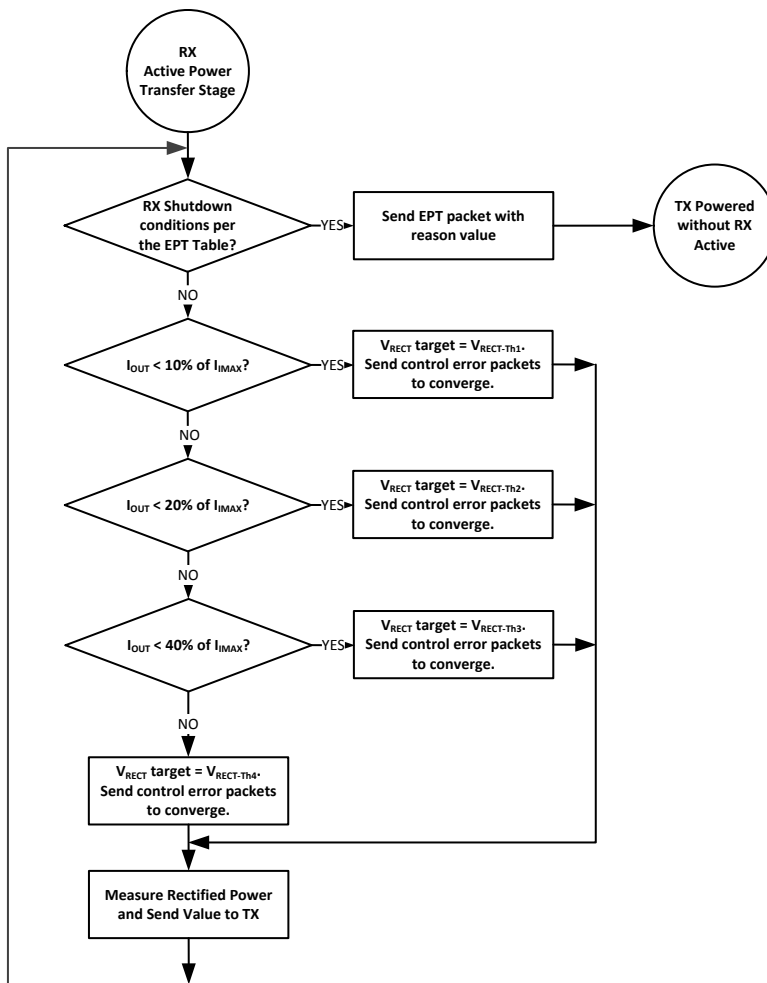 RX
Active Power
Transfer Stage
RX Shutdown
conditions per
the EPT Table?
YES
Send EPT packet with
reason value
TX Powered
without RX
Active
NO
IOUT < 10% of IIMAX?
YES
VRECT target = VRECT-Th1.
Send control error packets
to converge.
NO
IOUT < 20% of IIMAX?
YES
VRECT target = VRECT-Th2.
Send control error packets
to converge.
NO
IOUT < 40% of IIMAX?
YES
VRECT target = VRECT-Th3.
Send control error packets
to converge.
NO
VRECT target = VRECT-Th4.
Send control error packets
to converge.
Measure Rectified Power
and Send Value to TX